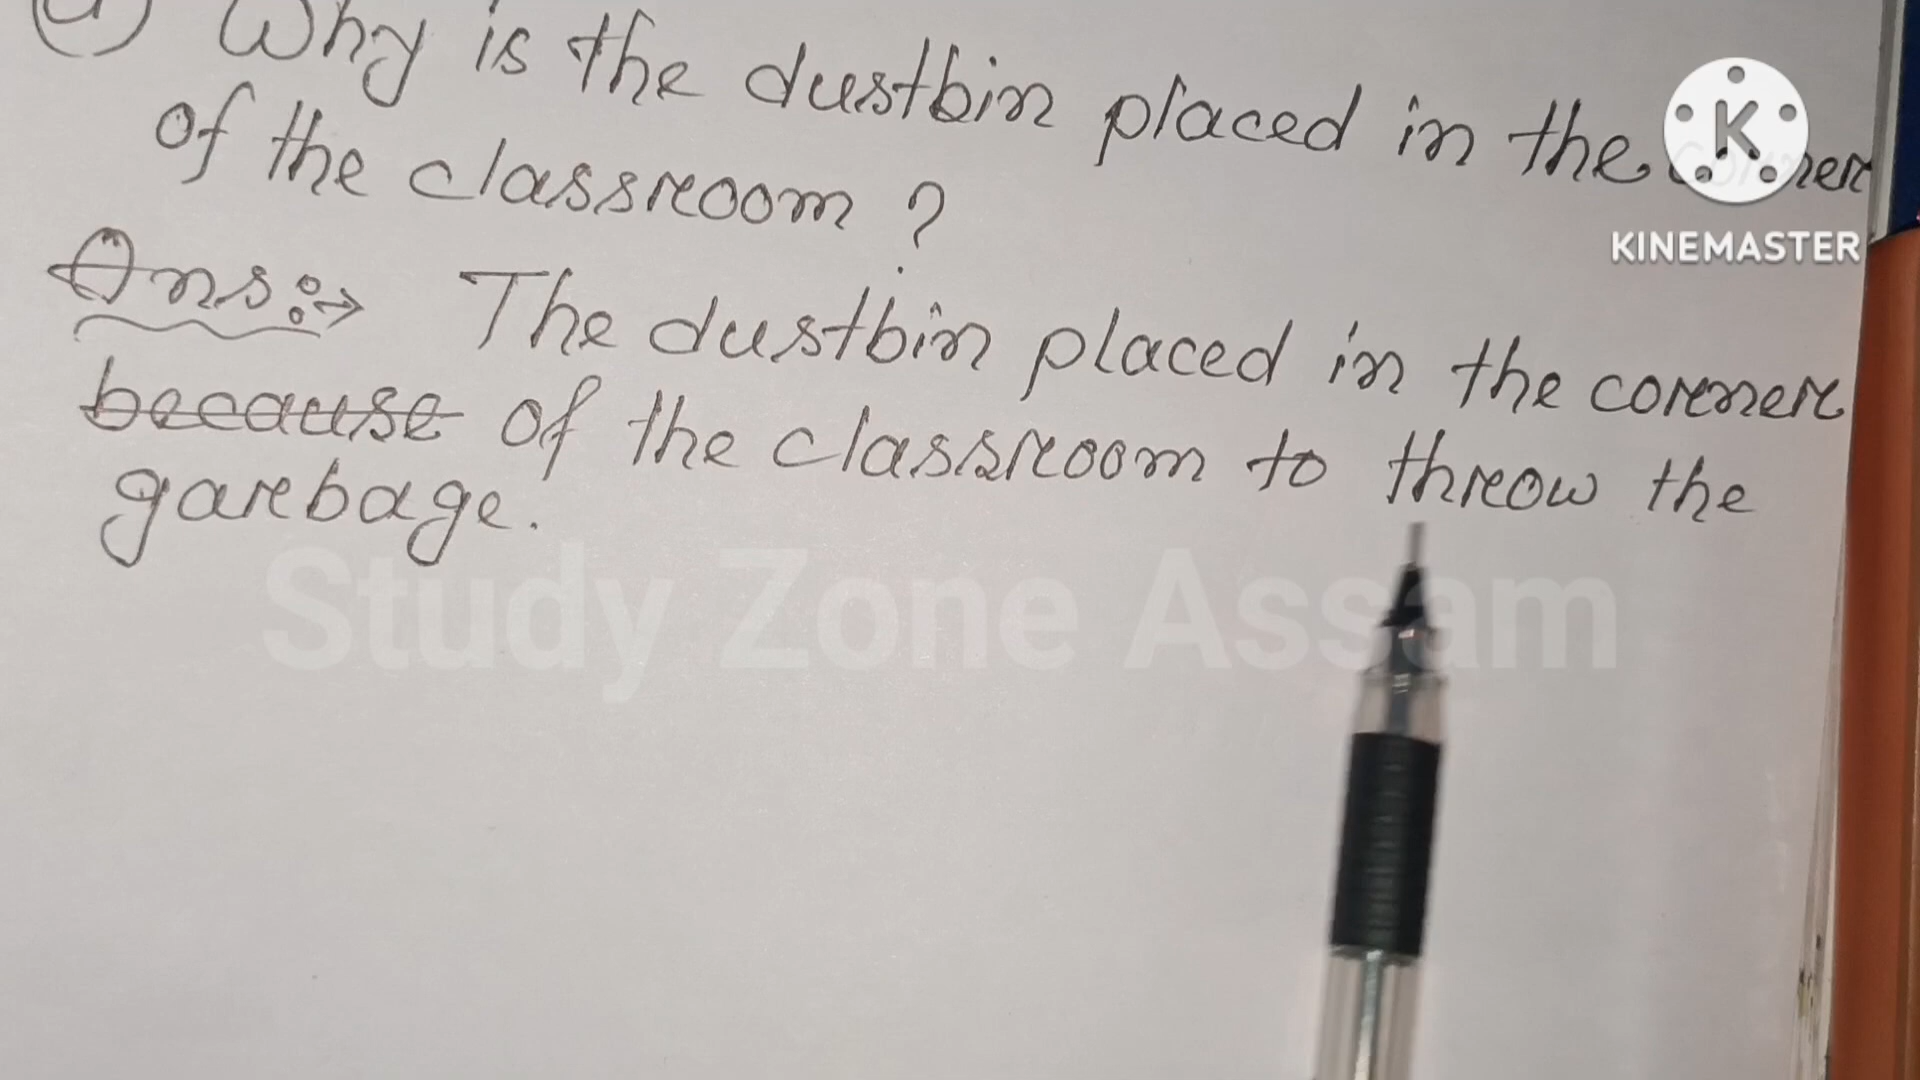 Why is the dustbin placed in the corner
of the classroom ?
Ans:→ The dustbin placed in the corner
because of the classroom to throw the
garbage.
K
KINEMASTER
Study Zone Assam